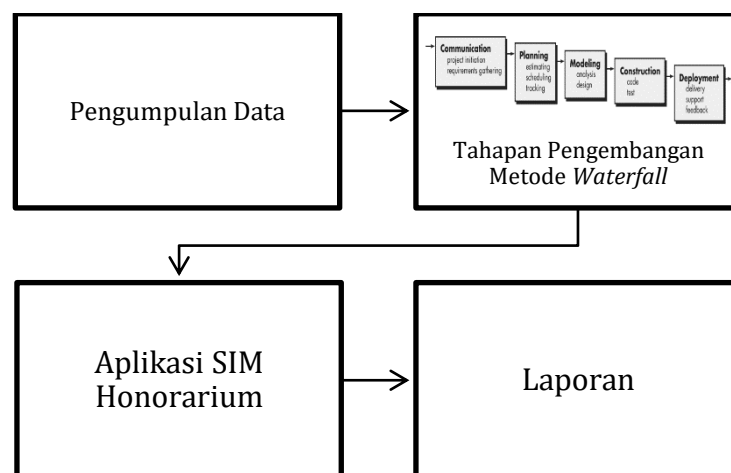 Pengumpulan Data
Communication
project initiation
requirements gathering
Planning
estimating
scheduling
tracking
Modeling
analysis
design
Construction
code
test
Deployment
delivery
support
feedback
Tahapan Pengembangan
Metode Waterfall
Aplikasi SIM
Honorarium
Laporan